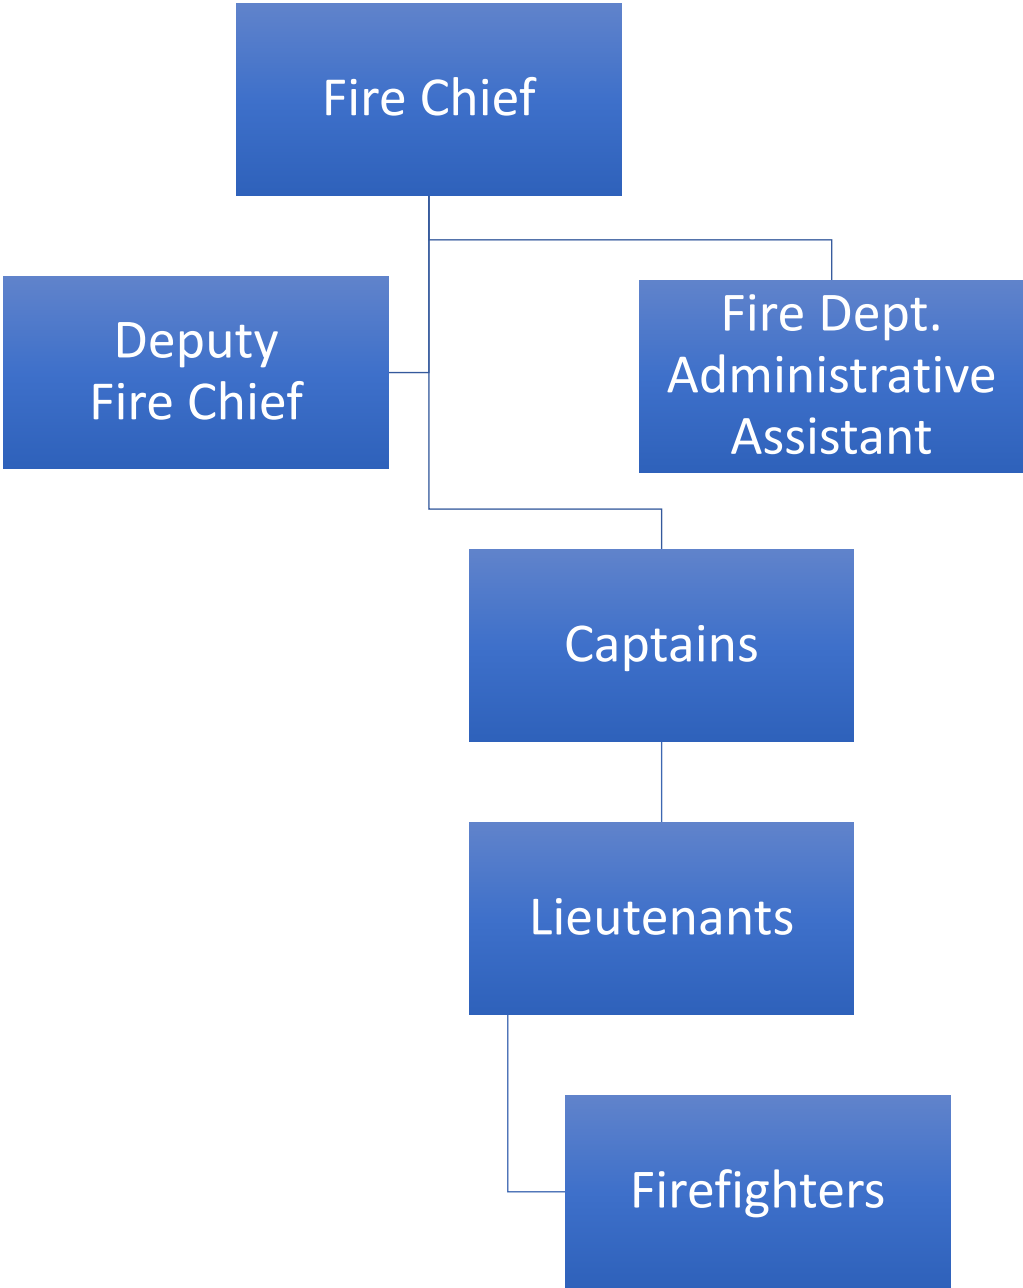 Fire Chief
Deputy
Fire Chief
Fire Dept.
Administrative
Assistant
Captains
Lieutenants
Firefighters